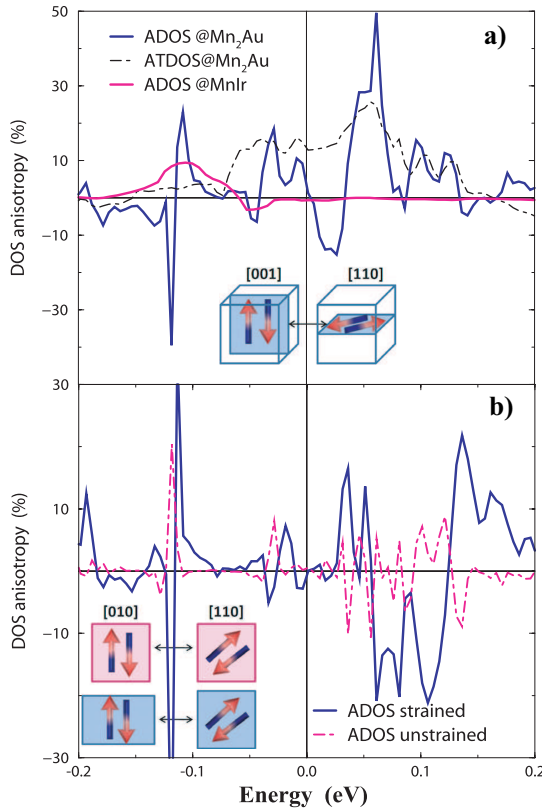 50
ADOS @Mn₂Au
a)
ATDOS@Mn₂Au
ADOS @MnIr
30
DOS anisotropy (%)
10
−10
[001]
[110]
−30
30
b)
DOS anisotropy (%)
10
−10
[010]
[110]
ADOS strained
ADOS unstrained
−30
-0.2
-0.1
0.0
0.1
0.2
Energy (eV)